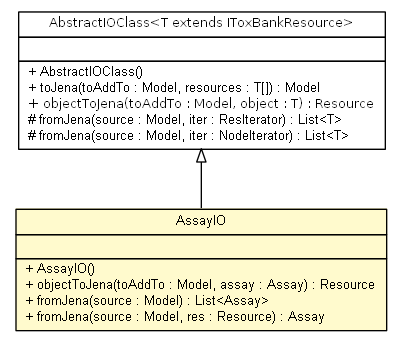 AbstractIOClass<T extends IToxBankResource>
+ AbstractIOClass()
+ toJena(toAddTo : Model, resources : T[]) : Model
+ objectToJena(toAddTo : Model, object : T) : Resource
# fromJena(source : Model, iter : ResIterator) : List<T>
# fromJena(source : Model, iter : NodeIterator) : List<T>
AssayIO
+ AssayIO()
+ objectToJena(toAddTo : Model, assay : Assay) : Resource
+ fromJena(source : Model) : List<Assay>
+ fromJena(source : Model, res : Resource) : Assay